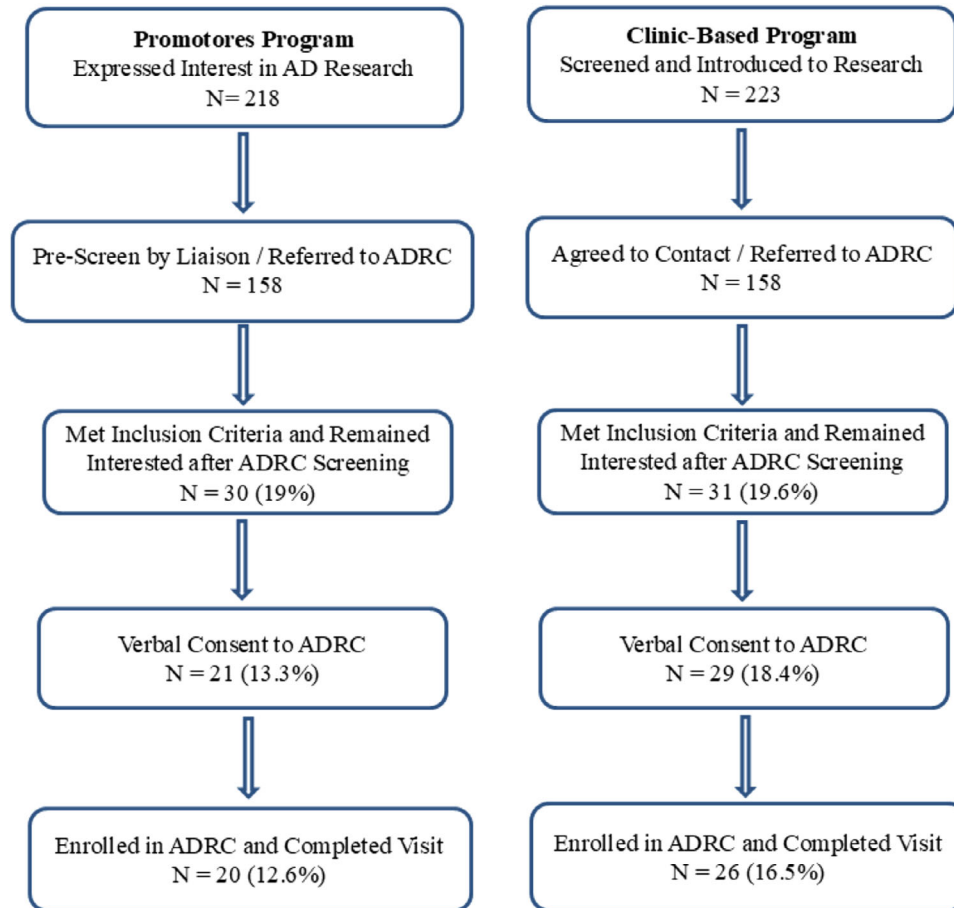 Promotores Program
Expressed Interest in AD Research
N= 218
Pre-Screen by Liaison / Referred to ADRC
N = 158
Met Inclusion Criteria and Remained
Interested after ADRC Screening
N = 30 (19%)
Verbal Consent to ADRC
N = 21 (13.3%)
Enrolled in ADRC and Completed Visit
N = 20 (12.6%)
Clinic-Based Program
Screened and Introduced to Research
N = 223
Agreed to Contact / Referred to ADRC
N = 158
Met Inclusion Criteria and Remained
Interested after ADRC Screening
N = 31 (19.6%)
Verbal Consent to ADRC
N = 29 (18.4%)
Enrolled in ADRC and Completed Visit
N = 26 (16.5%)